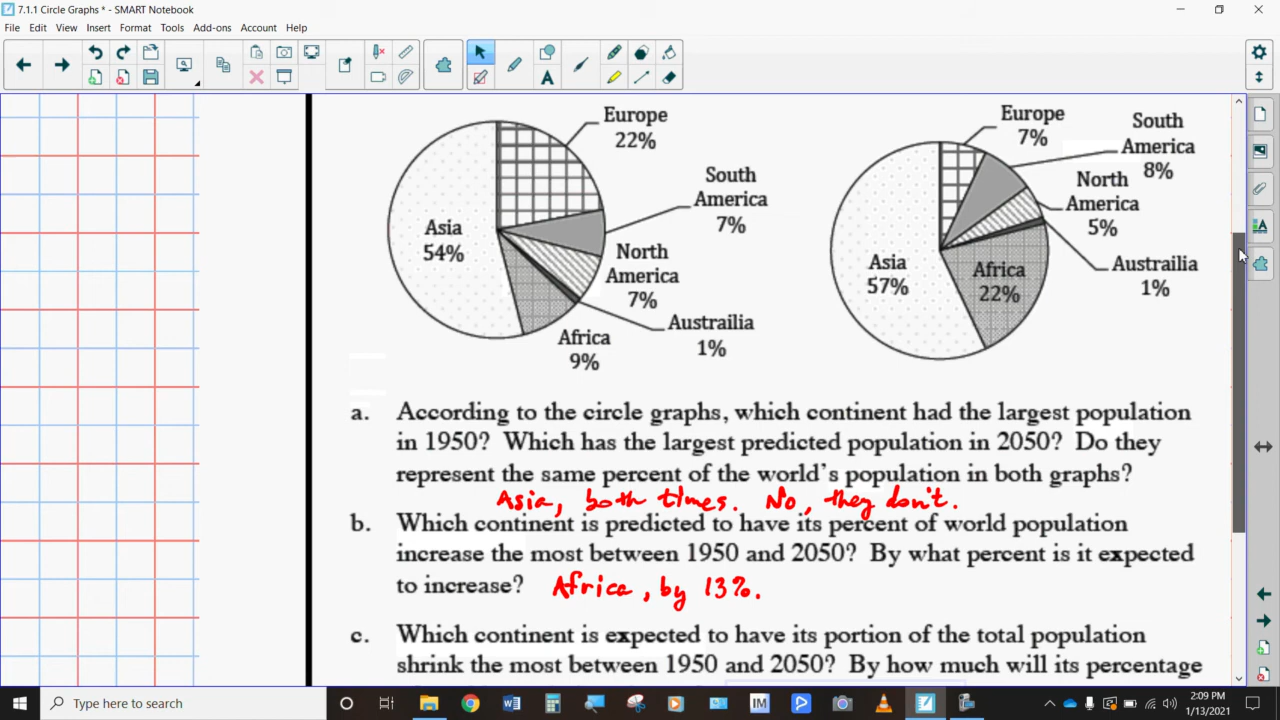 7.1.1 Circle Graphs * - SMART Notebook
File Edit View Insert Format Tools Add-ons Account Help
Europe
22%
South
America
7%
North
America
7%
Austrailia
1%
Africa
9%
Asia
54%
Europe
7%
South
America
8%
North
America
5%
Austrailia
1%
Africa
22%
Asia
57%
a. According to the circle graphs, which continent had the largest population
in 1950? Which has the largest predicted population in 2050? Do they
represent the same percent of the world's population in both graphs?
Asia, both times. No, they don't.
b. Which continent is predicted to have its percent of world population
increase the most between 1950 and 2050? By what percent is it expected
to increase? Africa, by 13%.
c. Which continent is expected to have its portion of the total population
shrink the most between 1950 and 2050? By how much will its percentage
Type here to search
IM
2:09 PM
1/13/2021